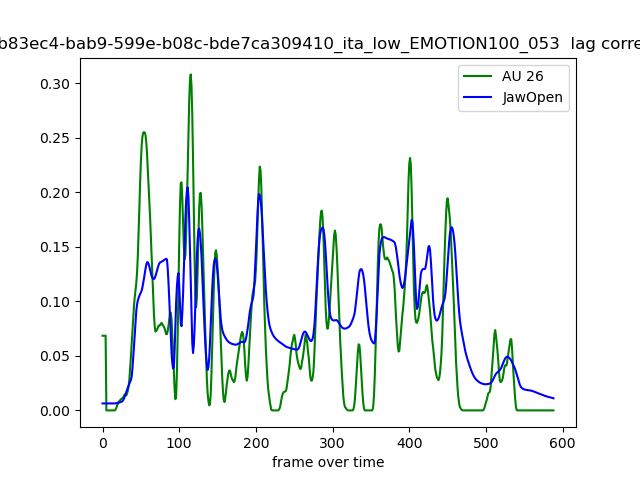 b83ec4-bab9-599e-b08c-bde7ca309410_ita_low_EMOTION100_053 lag corre
AU 26
JawOpen
0.30
0.25
0.20
0.15
0.10
0.05
0.00
0 100 200 300 400 500 600
frame over time